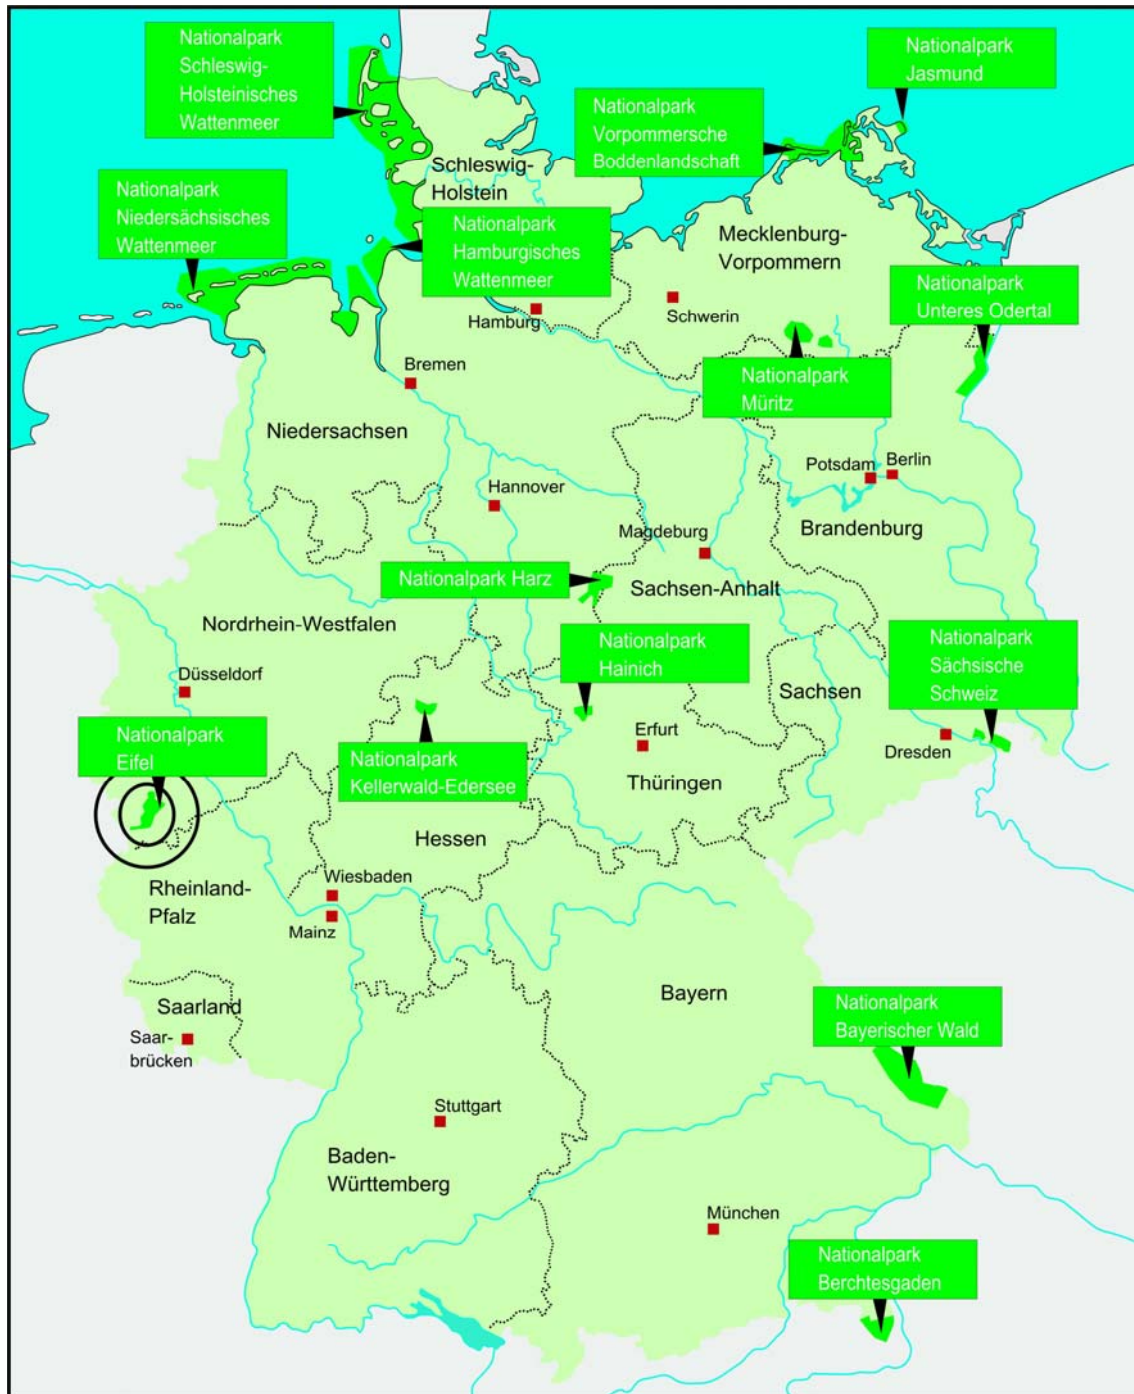 Nationalpark
Schleswig-
Holsteinisches
Wattenmeer
Nationalpark
Jasmund
Nationalpark
Vorpommersche
Boddenlandschaft
Schleswig-
Holstein
Nationalpark
Niedersächsisches
Wattenmeer
Nationalpark
Hamburgisches
Wattenmeer
Mecklenburg-
Vorpommern
Nationalpark
Unteres Odertal
Hamburg
Schwerin
Bremen
Nationalpark
Müritz
Niedersachsen
Potsdam
Berlin
Hannover
Magdeburg
Brandenburg
Nationalpark Harz
Sachsen-Anhalt
Nordrhein-Westfalen
Nationalpark
Hainich
Nationalpark
Sächsische
Schweiz
Düsseldorf
Sachsen
Nationalpark
Eifel
Erfurt
Dresden
Nationalpark
Kellerwald-Edersee
Thüringen
Hessen
Wiesbaden
Rheinland-
Pfalz
Mainz
Bayern
Saarland
Saar-
brücken
Nationalpark
Bayerischer Wald
Stuttgart
Baden-
Württemberg
München
Nationalpark
Berchtesgaden